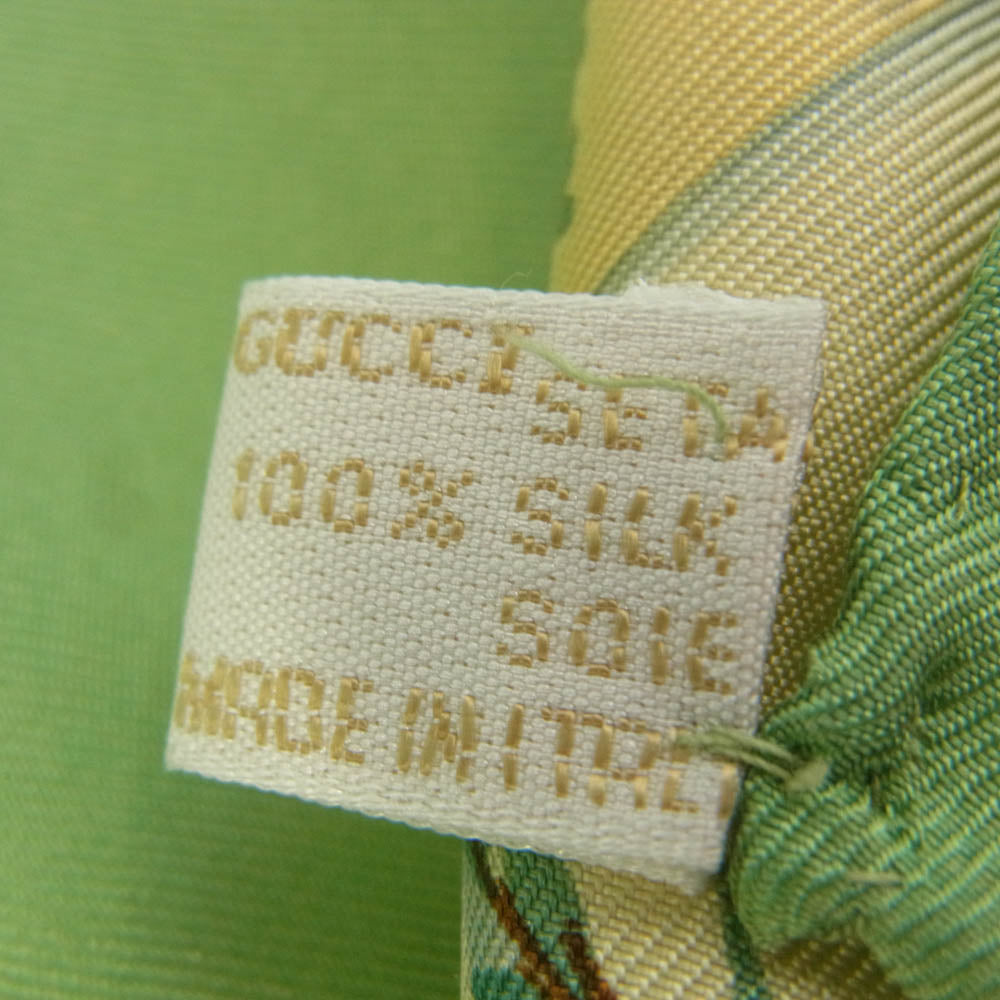 GUCCI
SETA
100% SILK
SOIE
MADE IN ITALY